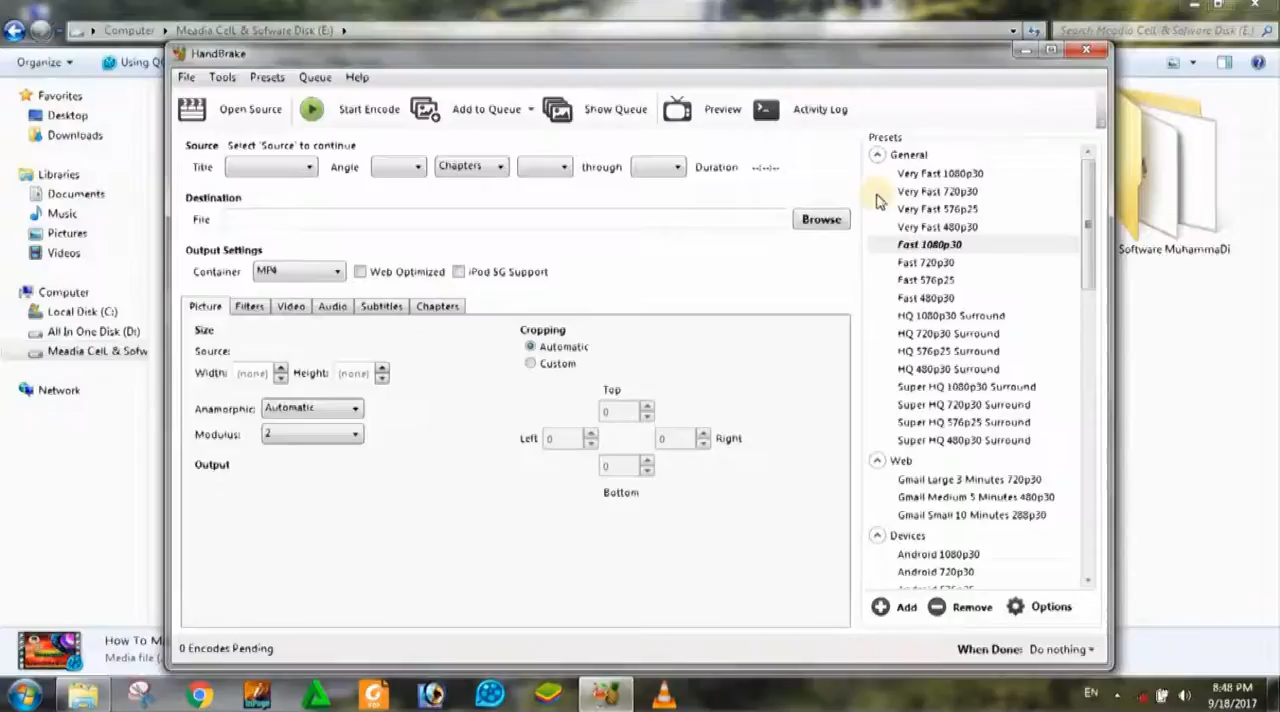 Computer
Meadia Cell & Sofware Disk (E:)
Search Meadia Cell & Sofware Disk (E:)
Organize
Using
Favorites
Desktop
Downloads
Libraries
Documents
Music
Pictures
Videos
Computer
Local Disk (C:)
All In One Disk (D:)
Meadia Cell & Sofw
Network
HandBrake
File Tools Presets Queue Help
Open Source Start Encode Add to Queue Show Queue Preview Activity Log
Source Select 'Source' to continue
Title Angle Chapters through Duration --:--:--
Destination
File Browse
Output Settings
Container MP4 Web Optimized iPod 5G Support
Picture Filters Video Audio Subtitles Chapters
Size
Source:
Width: (none) Height: (none)
Anamorphic: Automatic
Modulus: 2
Output
Cropping
Automatic
Custom
Top
0
Left 0 0 Right
0
Bottom
Presets
General
Very Fast 1080p30
Very Fast 720p30
Very Fast 576p25
Very Fast 480p30
Fast 1080p30
Fast 720p30
Fast 576p25
Fast 480p30
HQ 1080p30 Surround
HQ 720p30 Surround
HQ 576p25 Surround
HQ 480p30 Surround
Super HQ 1080p30 Surround
Super HQ 720p30 Surround
Super HQ 576p25 Surround
Super HQ 480p30 Surround
Web
Gmail Large 3 Minutes 720p30
Gmail Medium 5 Minutes 480p30
Gmail Small 10 Minutes 288p30
Devices
Android 1080p30
Android 720p30
Android 576p25
Add Remove Options
0 Encodes Pending
When Done: Do nothing
Software MuhammaDi
How To M
Media file (
EN
8:48 PM
9/18/2017